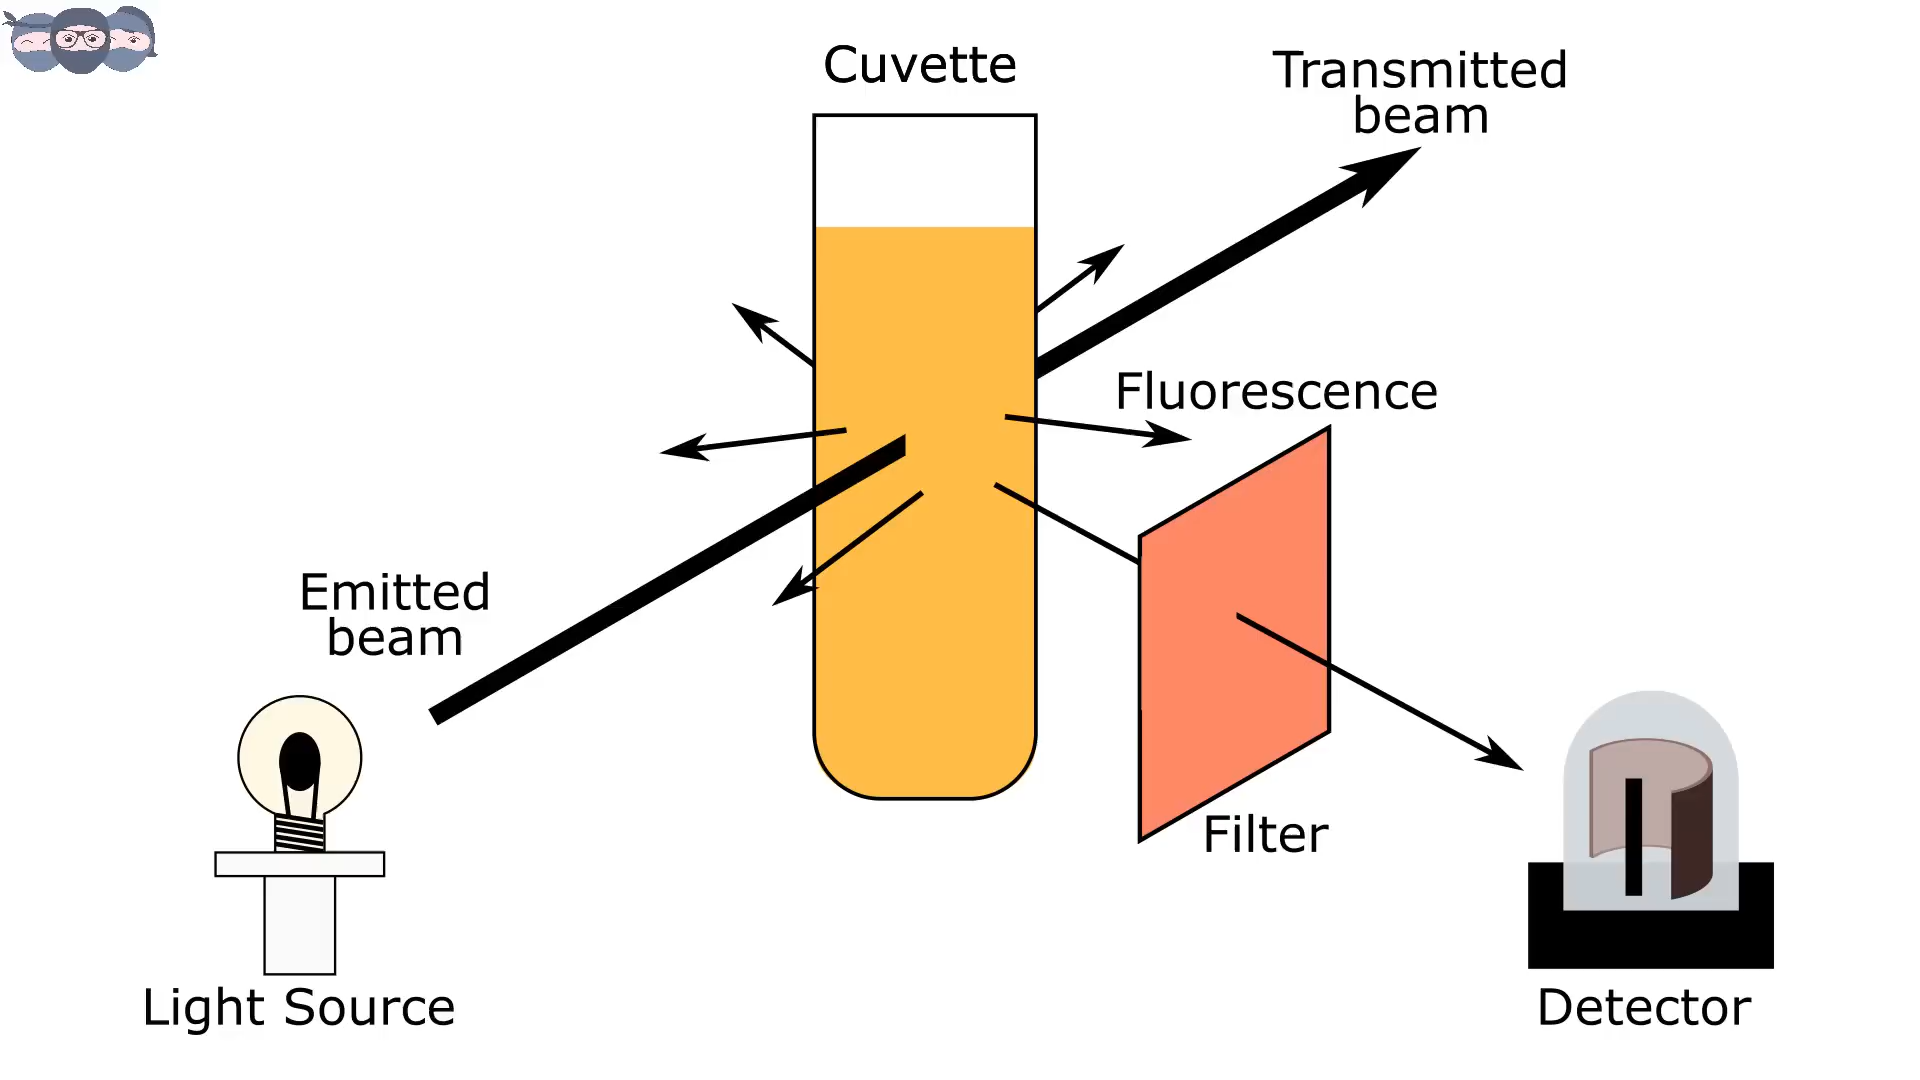 Cuvette
Transmitted
beam
Fluorescence
Emitted
beam
Filter
Light Source
Detector